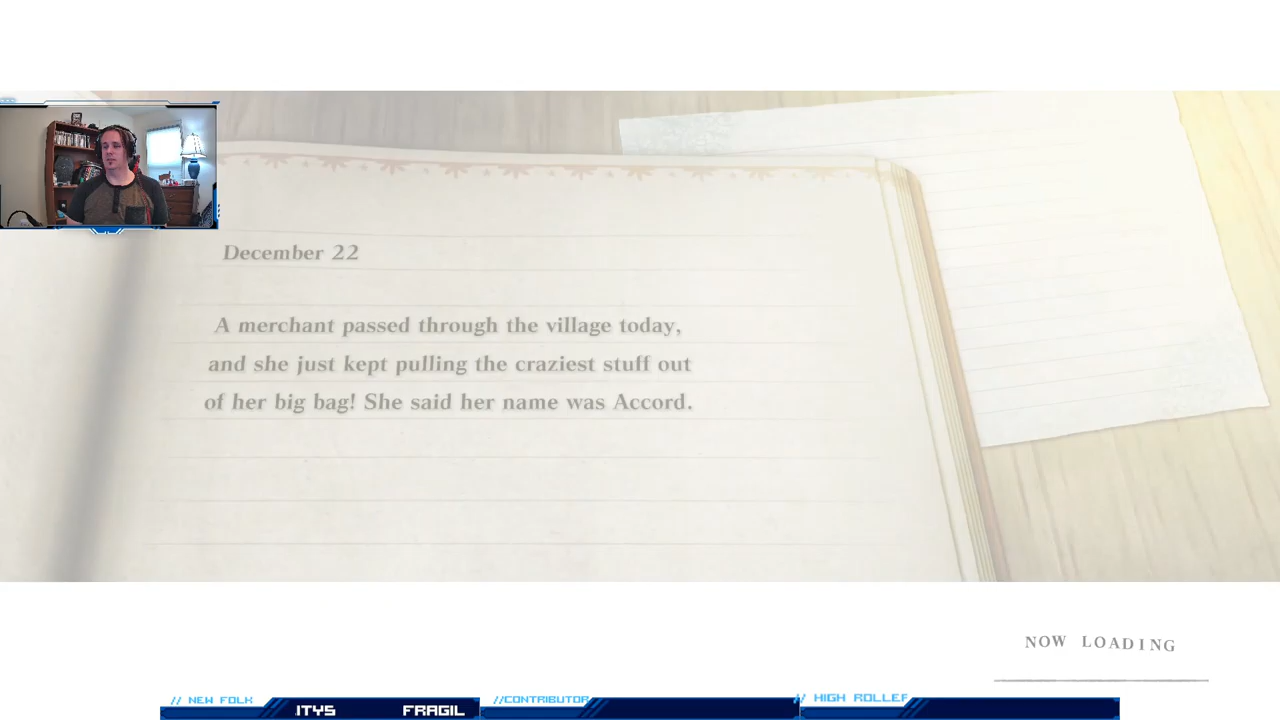 December 22
A merchant passed through the village today,
and she just kept pulling the craziest stuff out
of her big bag! She said her name was Accord.
NOW LOADING
// NEW FOLK
ITYS FRAGIL
//CONTRIBUTOR
// HIGH ROLLER